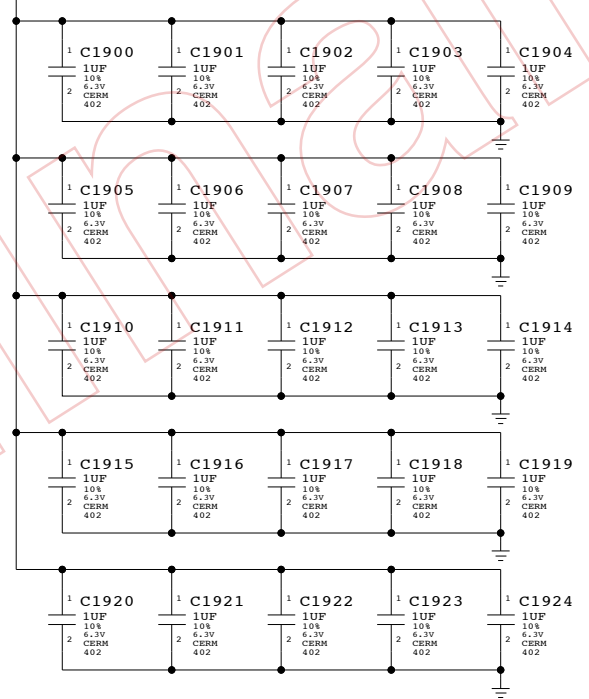 1 C1900 1 C1901 1 C1902 1 C1903 1 C1904
1UF 1UF 1UF 1UF 1UF
10% 10% 10% 10% 10%
6.3V 6.3V 6.3V 6.3V 6.3V
2 CERM 2 CERM 2 CERM 2 CERM 2 CERM
402 402 402 402 402
1 C1905 1 C1906 1 C1907 1 C1908 1 C1909
1UF 1UF 1UF 1UF 1UF
10% 10% 10% 10% 10%
6.3V 6.3V 6.3V 6.3V 6.3V
2 CERM 2 CERM 2 CERM 2 CERM 2 CERM
402 402 402 402 402
1 C1910 1 C1911 1 C1912 1 C1913 1 C1914
1UF 1UF 1UF 1UF 1UF
10% 10% 10% 10% 10%
6.3V 6.3V 6.3V 6.3V 6.3V
2 CERM 2 CERM 2 CERM 2 CERM 2 CERM
402 402 402 402 402
1 C1915 1 C1916 1 C1917 1 C1918 1 C1919
1UF 1UF 1UF 1UF 1UF
10% 10% 10% 10% 10%
6.3V 6.3V 6.3V 6.3V 6.3V
2 CERM 2 CERM 2 CERM 2 CERM 2 CERM
402 402 402 402 402
1 C1920 1 C1921 1 C1922 1 C1923 1 C1924
1UF 1UF 1UF 1UF 1UF
10% 10% 10% 10% 10%
6.3V 6.3V 6.3V 6.3V 6.3V
2 CERM 2 CERM 2 CERM 2 CERM 2 CERM
402 402 402 402 402